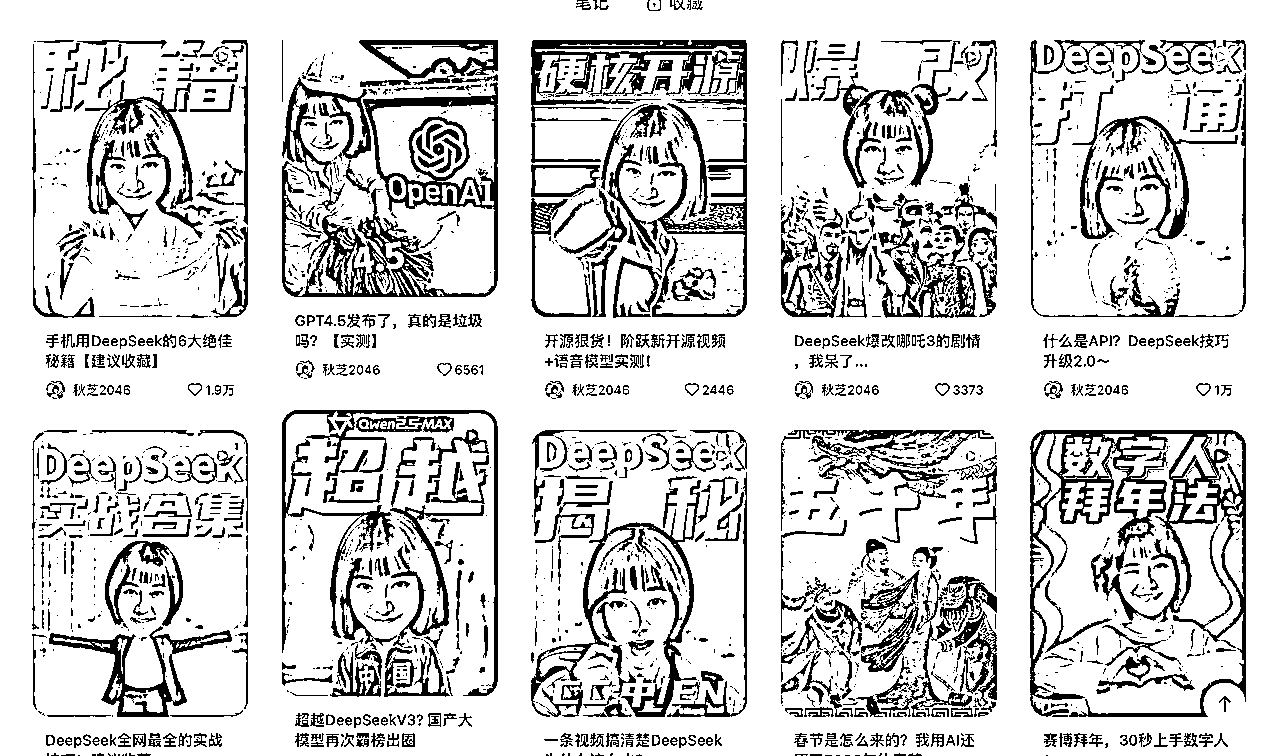 笔记 收藏
秘籍
手机用DeepSeek的6大绝佳
秘籍【建议收藏】
秋芝2046 1.9万
OpenAI
4.5
GPT4.5发布了，真的是垃圾
吗？【实测】
秋芝2046 6561
硬核开源
开源狠货！阶跃新开源视频
+语音模型实测！
秋芝2046 2446
爆改
DeepSeek爆改哪吒3的剧情
，我呆了...
秋芝2046 3373
DeepSeek
打通
什么是API？DeepSeek技巧
升级2.0～
秋芝2046 1万
DeepSeek
实战合集
DeepSeek全网最全的实战
Qwen2.5-MAX
超越
中国
超越DeepSeekV3？国产大
模型再次霸榜出圈
DeepSeek
揭秘
中 EN
一条视频搞清楚DeepSeek
五千年
春节是怎么来的？我用AI还
数字人
拜年法
赛博拜年，30秒上手数字人